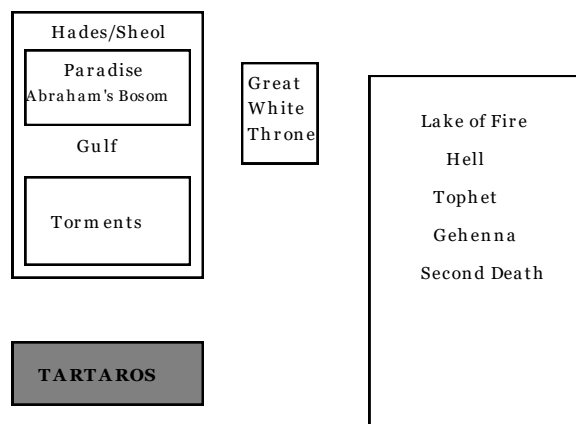 Hades/Sheol
Paradise
Abraham's Bosom
Gulf
Torments
TARTAROS
Great
White
Throne
Lake of Fire
Hell
Tophet
Gehenna
Second Death